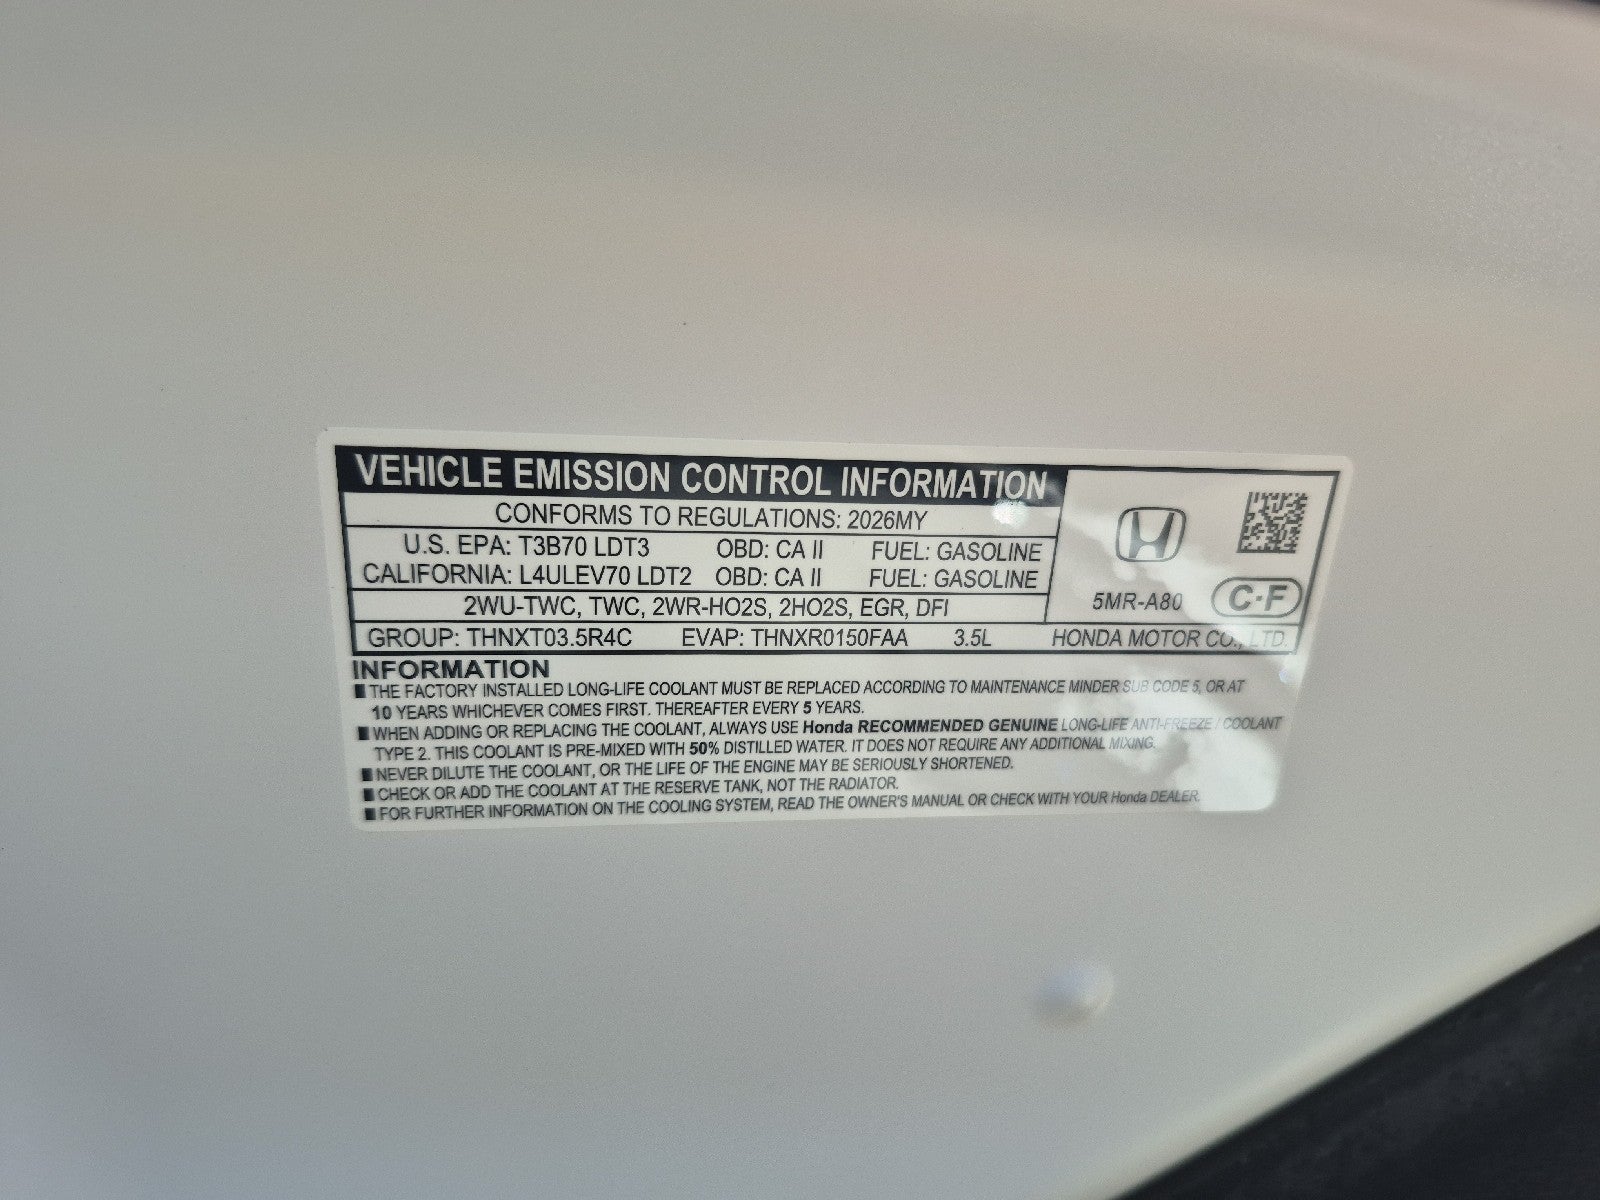 VEHICLE EMISSION CONTROL INFORMATION
CONFORMS TO REGULATIONS: 2026MY
U.S. EPA: T3B70 LDT3 OBD: CA II FUEL: GASOLINE
CALIFORNIA: L4ULEV70 LDT2 OBD: CA II FUEL: GASOLINE
2WU-TWC, TWC, 2WR-HO2S, 2HO2S, EGR, DFI
5MR-A80 C·F
GROUP: THNXT03.5R4C EVAP: THNXR0150FAA 3.5L HONDA MOTOR CO., LTD.
INFORMATION
■ THE FACTORY INSTALLED LONG-LIFE COOLANT MUST BE REPLACED ACCORDING TO MAINTENANCE MINDER SUB CODE 5, OR AT
10 YEARS WHICHEVER COMES FIRST. THEREAFTER EVERY 5 YEARS.
■ WHEN ADDING OR REPLACING THE COOLANT, ALWAYS USE Honda RECOMMENDED GENUINE LONG-LIFE ANTI-FREEZE / COOLANT
TYPE 2. THIS COOLANT IS PRE-MIXED WITH 50% DISTILLED WATER. IT DOES NOT REQUIRE ANY ADDITIONAL MIXING.
■ NEVER DILUTE THE COOLANT, OR THE LIFE OF THE ENGINE MAY BE SERIOUSLY SHORTENED.
■ CHECK OR ADD THE COOLANT AT THE RESERVE TANK, NOT THE RADIATOR.
■ FOR FURTHER INFORMATION ON THE COOLING SYSTEM, READ THE OWNER'S MANUAL OR CHECK WITH YOUR Honda DEALER.